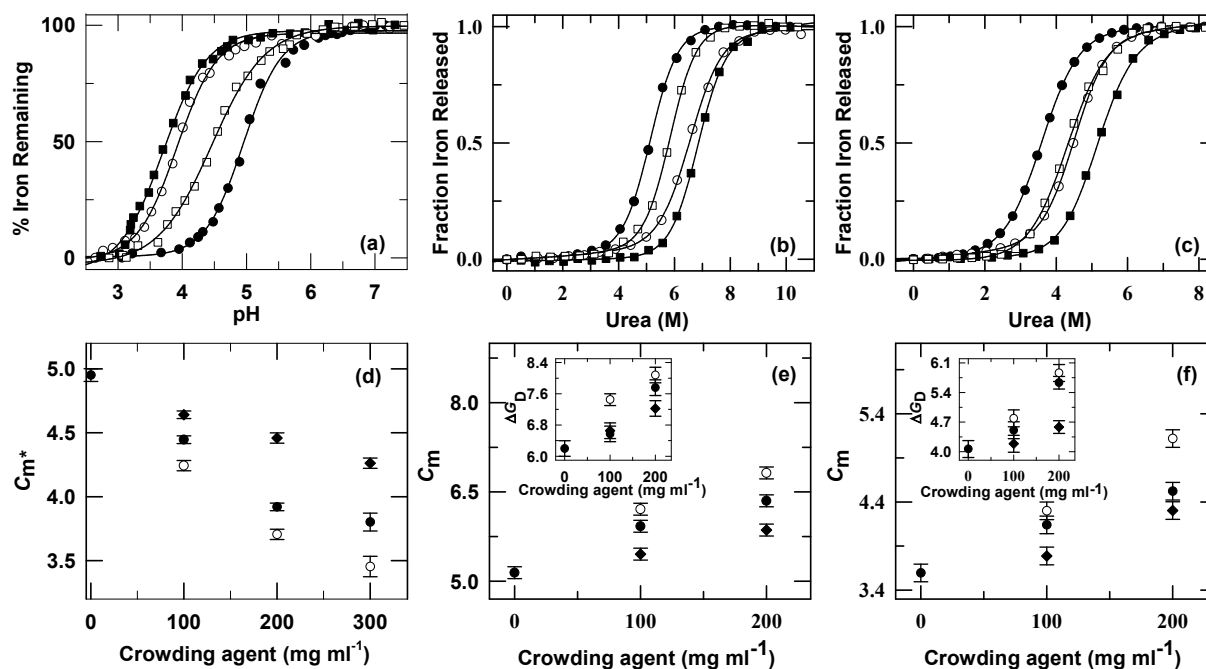 100
50
0
% Iron Remaining
3 4 5 6 7
pH
(a)
1.0
0.5
0.0
Fraction Iron Released
0 2 4 6 8 10
Urea (M)
(b)
1.0
0.5
0.0
Fraction Iron Released
0 2 4 6 8
Urea (M)
(c)
5.0
4.5
4.0
3.5
Cm*
0 100 200 300
Crowding agent (mg ml-1)
(d)
8.0
6.5
5.0
Cm
0 100 200
Crowding agent (mg ml-1)
(e)
8.4
7.6
6.8
6.0
ΔGD
0 100 200
Crowding agent (mg ml-1)
5.4
4.4
3.4
Cm
0 100 200
Crowding agent (mg ml-1)
(f)
6.1
5.4
4.7
4.0
ΔGD
0 100 200
Crowding agent (mg ml-1)